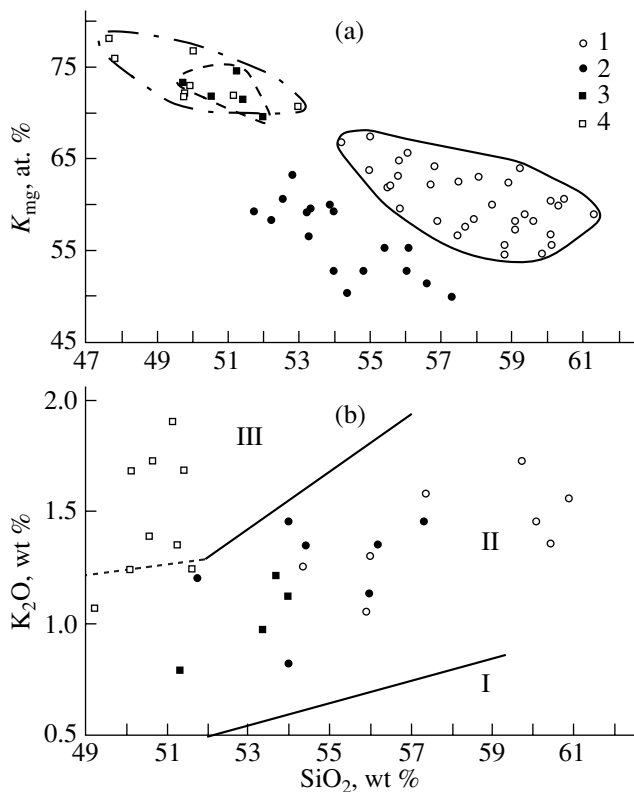 (a)
1
2
3
4
75
65
55
45
K_mg, at. %
47 49 51 53 55 57 59 61
(b)
2.0
1.5
1.0
0.5
K₂O, wt %
III
II
I
49 51 53 55 57 59 61
SiO₂, wt %